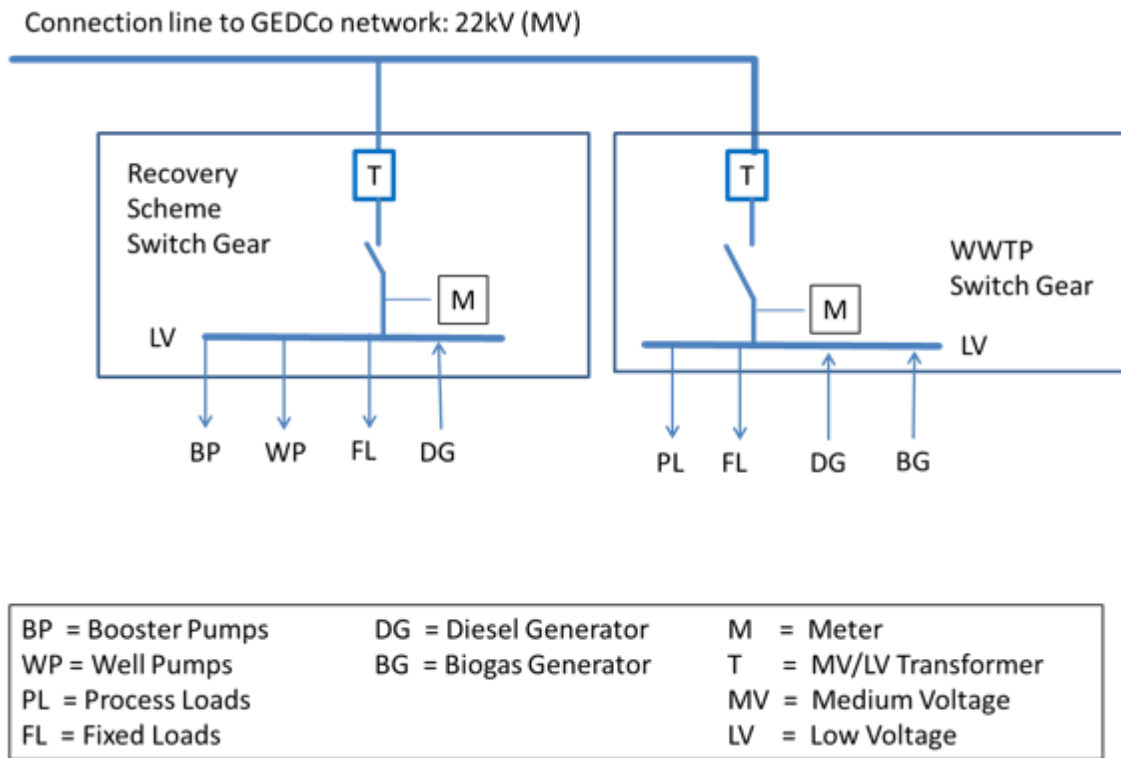 Connection line to GEDCo network: 22kV (MV)
Recovery
Scheme
Switch Gear
T
M
LV
BP
WP
FL
DG
T
WWTP
Switch Gear
M
LV
PL
FL
DG
BG
BP = Booster Pumps
WP = Well Pumps
PL = Process Loads
FL = Fixed Loads
DG = Diesel Generator
BG = Biogas Generator
M = Meter
T = MV/LV Transformer
MV = Medium Voltage
LV = Low Voltage